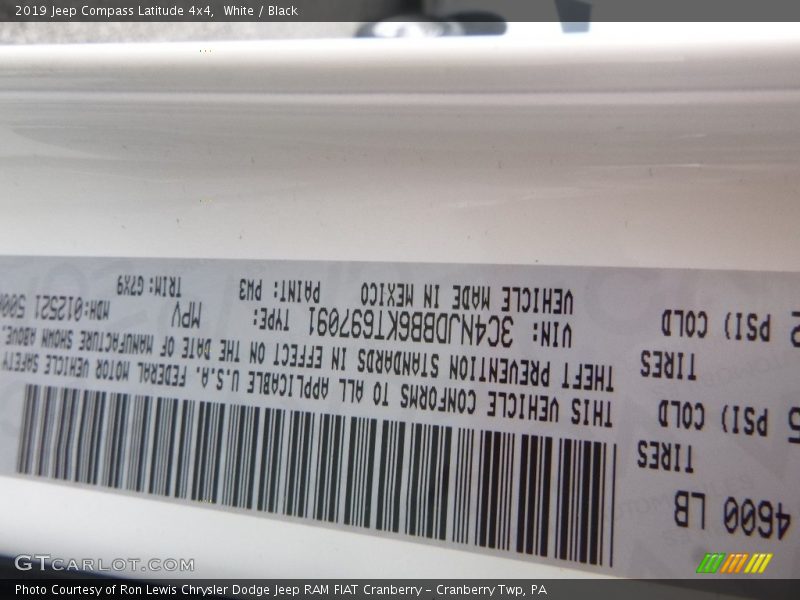 2019 Jeep Compass Latitude 4x4, White / Black
4600 LB
TIRES
PSI) COLD
TIRES
PSI) COLD
THIS VEHICLE CONFORMS TO ALL APPLICABLE U.S.A. FEDERAL MOTOR VEHICLE SAFETY
THEFT PREVENTION STANDARDS IN EFFECT ON THE DATE OF MANUFACTURE SHOWN ABOVE.
VIN: 3C4NJDBB6KT697091 TYPE: MPV MDH:012521
VEHICLE MADE IN MEXICO PAINT: PW3 TRIM: G7X9
GTCARLOT.COM
Photo Courtesy of Ron Lewis Chrysler Dodge Jeep RAM FIAT Cranberry – Cranberry Twp, PA